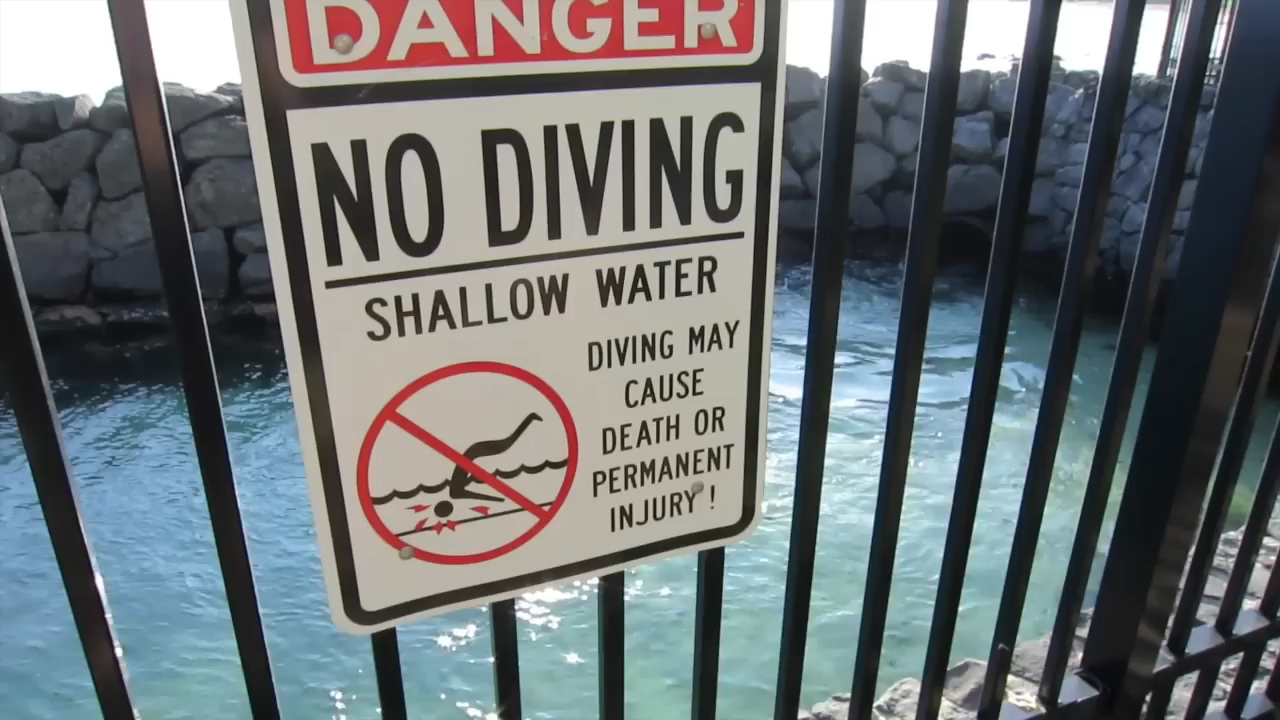 DANGER
NO DIVING
SHALLOW WATER
DIVING MAY
CAUSE
DEATH OR
PERMANENT
INJURY !